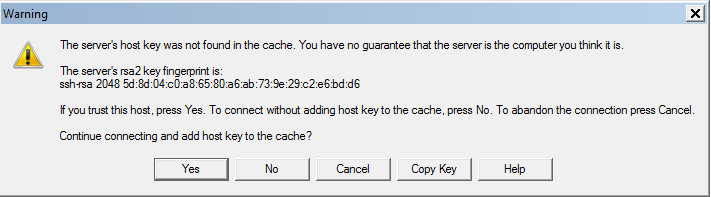 Warning
The server's host key was not found in the cache. You have no guarantee that the server is the computer you think it is.
The server's rsa2 key fingerprint is:
ssh-rsa 2048 5d:8d:04:c0:a8:65:80:a6:ab:73:9e:29:c2:e6:bd:d6
If you trust this host, press Yes. To connect without adding host key to the cache, press No. To abandon the connection press Cancel.
Continue connecting and add host key to the cache?
Yes No Cancel Copy Key Help